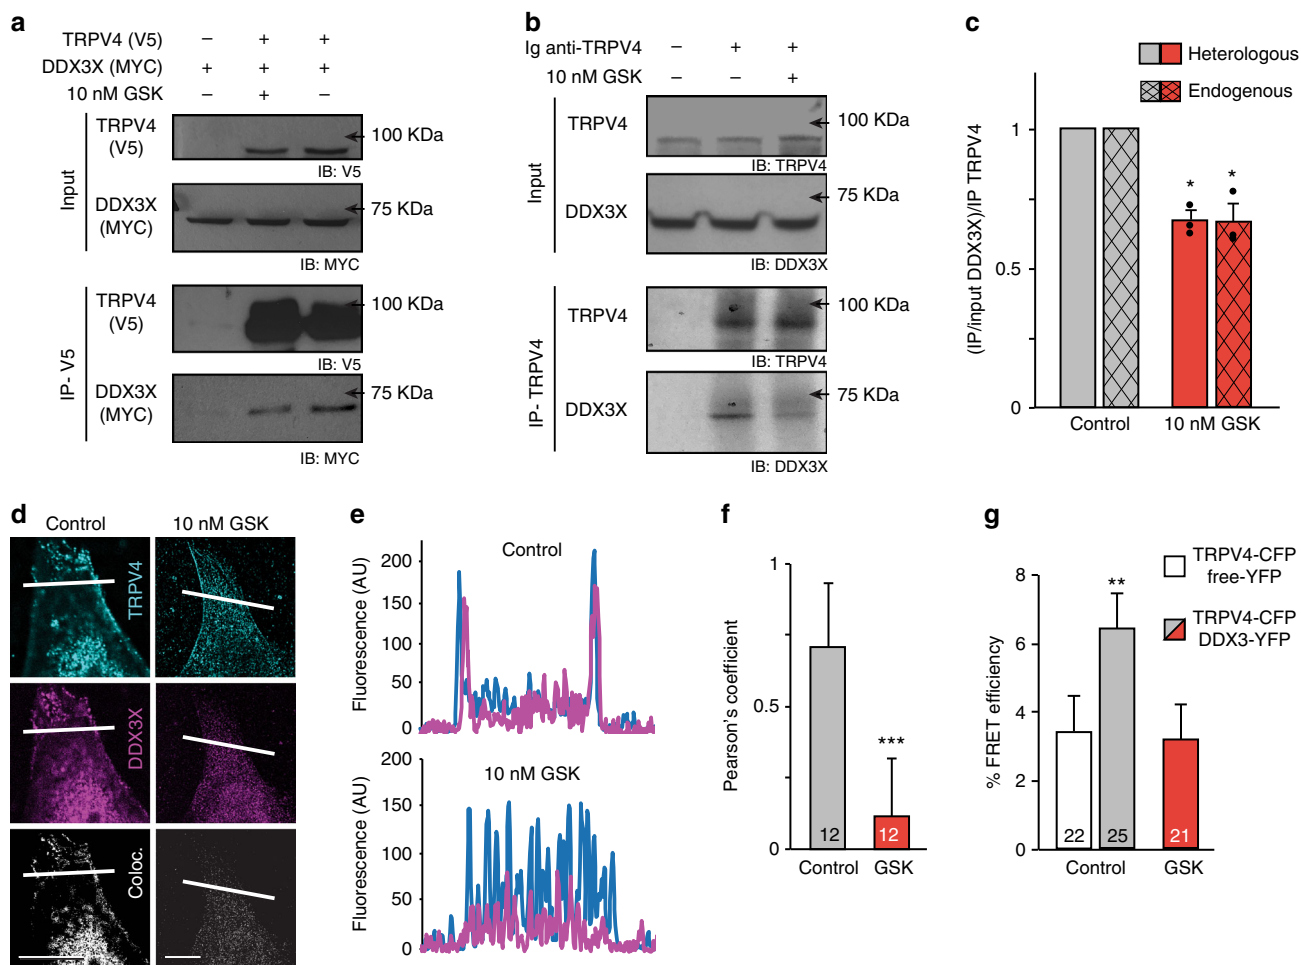 a
TRPV4 (V5) – + +
DDX3X (MYC) + + +
10 nM GSK – + –
Input
TRPV4
(V5)
100 KDa
IB: V5
DDX3X
(MYC)
75 KDa
IB: MYC
IP- V5
TRPV4
(V5)
100 KDa
IB: V5
DDX3X
(MYC)
75 KDa
IB: MYC
b
Ig anti-TRPV4 – + +
10 nM GSK – – +
Input
TRPV4
100 KDa
IB: TRPV4
DDX3X
75 KDa
IB: DDX3X
IP- TRPV4
TRPV4
100 KDa
IB: TRPV4
DDX3X
75 KDa
IB: DDX3X
c
Heterologous
Endogenous
(IP/input DDX3X)/IP TRPV4
1
0.5
0
* *
Control 10 nM GSK
d
Control 10 nM GSK
TRPV4
DDX3X
Coloc.
e
Control
Fluorescence (AU)
200
150
100
50
0
10 nM GSK
Fluorescence (AU)
200
150
100
50
0
f
Pearson's coefficient
1
0.5
0
***
12 12
Control GSK
g
TRPV4-CFP
free-YFP
TRPV4-CFP
DDX3-YFP
% FRET efficiency
8
6
4
2
0
**
22 25 21
Control GSK